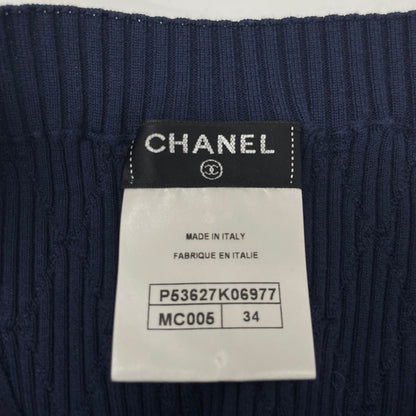 CHANEL
MADE IN ITALY
FABRIQUE EN ITALIE
P53627K06977
MC005 34